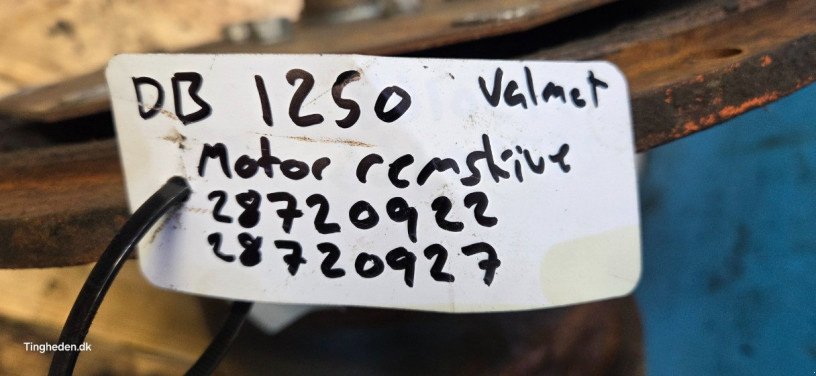 DB 1250 Valmet
Motor remskive
28720922
28720927
Tingheden.dk